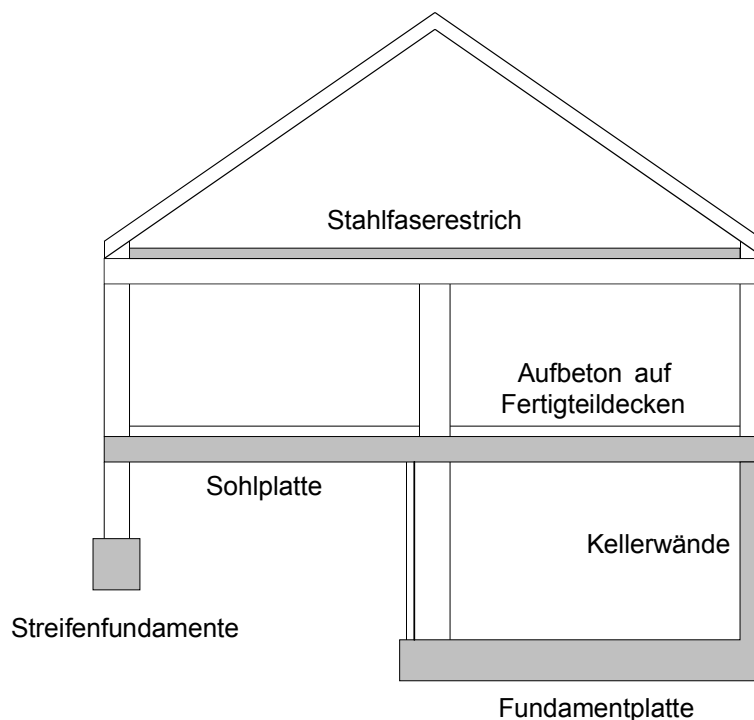 Stahlfaserestrich
Aufbeton auf
Fertigteildecken
Sohlplatte
Kellerwände
Streifenfundamente
Fundamentplatte